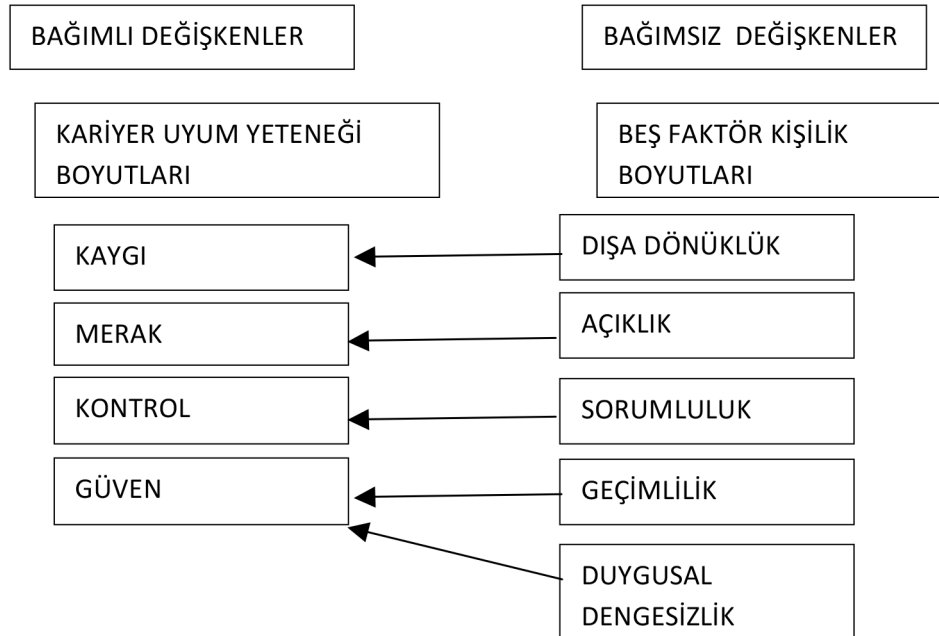 BAĞIMLI DEĞİŞKENLER
BAĞIMSIZ DEĞİŞKENLER
KARİYER UYUM YETENEĞİ
BOYUTLARI
BEŞ FAKTÖR KİŞİLİK
BOYUTLARI
KAYGI
DIŞA DÖNÜKLÜK
MERAK
AÇIKLIK
KONTROL
SORUMLULUK
GÜVEN
GEÇİMLİLİK
DUYGUSAL
DENGESİZLİK